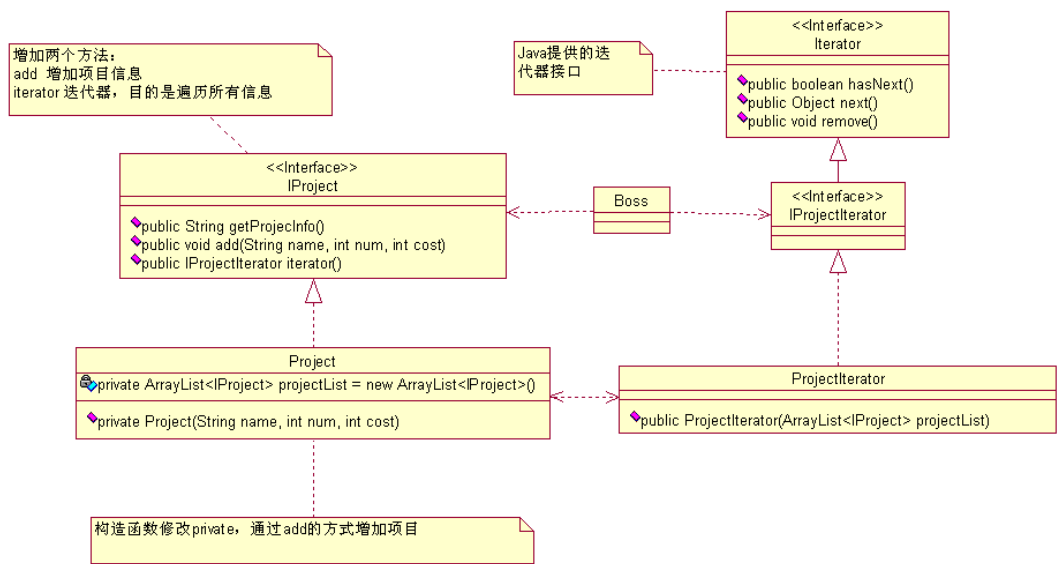 增加两个方法：
add 增加项目信息
iterator 迭代器，目的是遍历所有信息
Java提供的迭
代器接口
<<Interface>>
Iterator
public boolean hasNext()
public Object next()
public void remove()
<<Interface>>
IProject
public String getProjecInfo()
public void add(String name, int num, int cost)
public IProjectIterator iterator()
Boss
<<Interface>>
IProjectIterator
Project
private ArrayList<IProject> projectList = new ArrayList<IProject>()
private Project(String name, int num, int cost)
ProjectIterator
public ProjectIterator(ArrayList<IProject> projectList)
构造函数修改private，通过add的方式增加项目